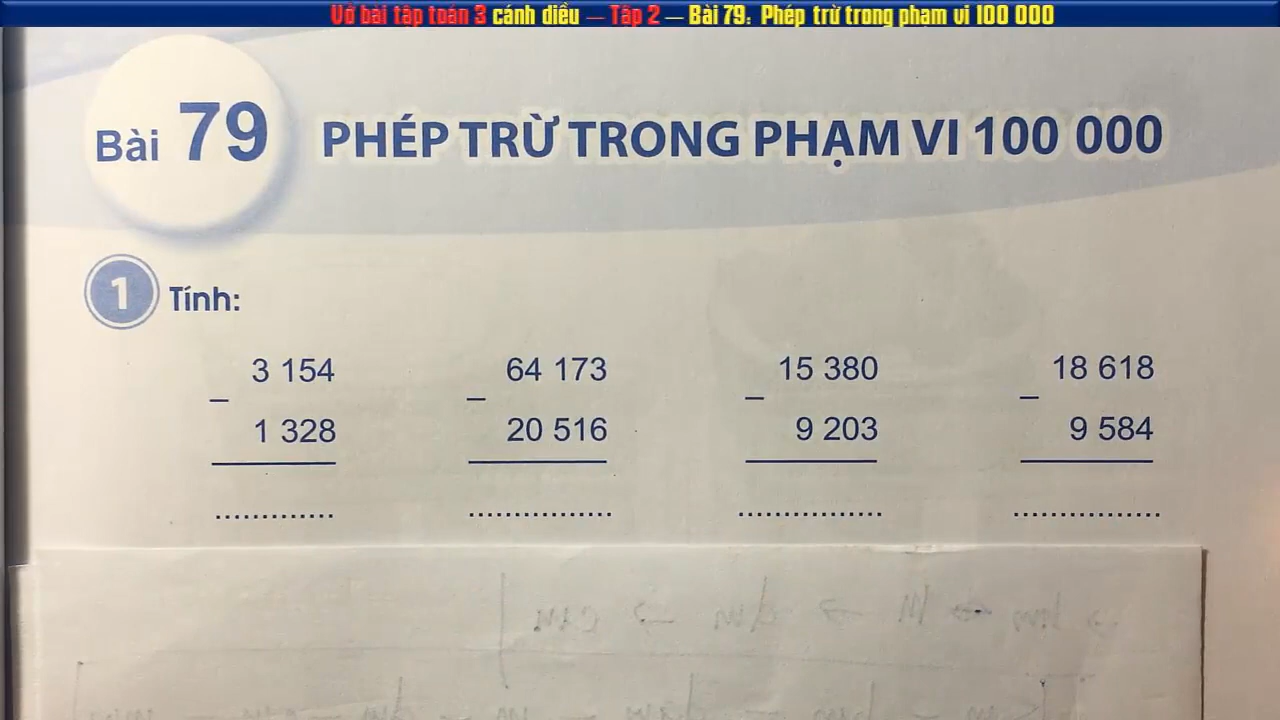 Vở bài tập toán 3 cánh diều – Tập 2 – Bài 79: Phép trừ trong phạm vi 100 000
Bài 79 PHÉP TRỪ TRONG PHẠM VI 100 000
1 Tính:
3 154 64 173 15 380 18 618
– – – –
1 328 20 516 9 203 9 584
............. ................ ................ ................